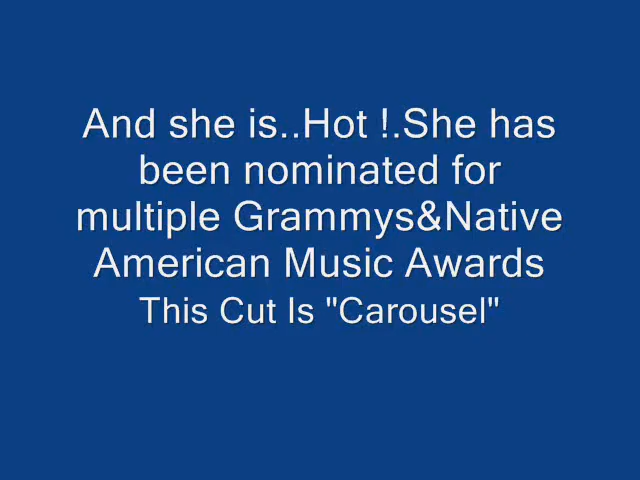 And she is..Hot !.She has
been nominated for
multiple Grammys&Native
American Music Awards
This Cut Is "Carousel"